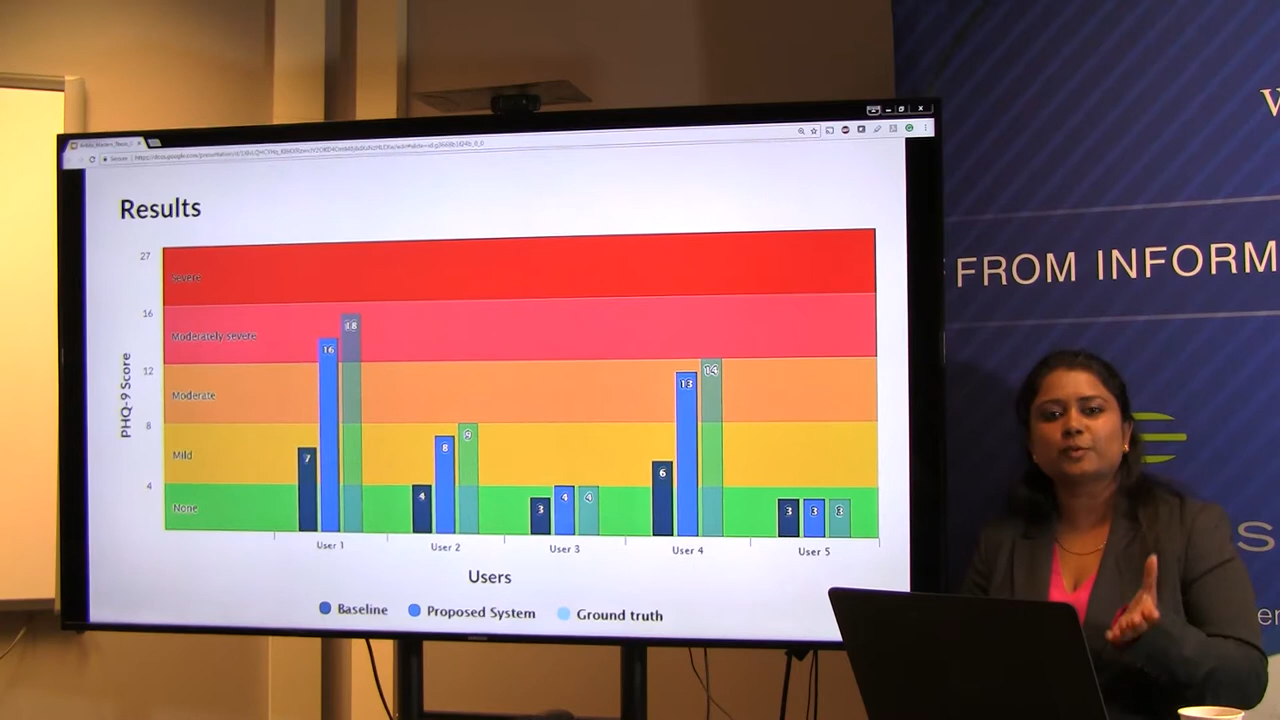 Secure
Results
27
16
12
8
4
PHQ-9 Score
Severe
Moderately severe
Moderate
Mild
None
7
16
18
4
8
9
3
4
4
6
13
14
3
3
3
User 1
User 2
User 3
User 4
User 5
Users
Baseline
Proposed System
Ground truth
FROM INFORM
S